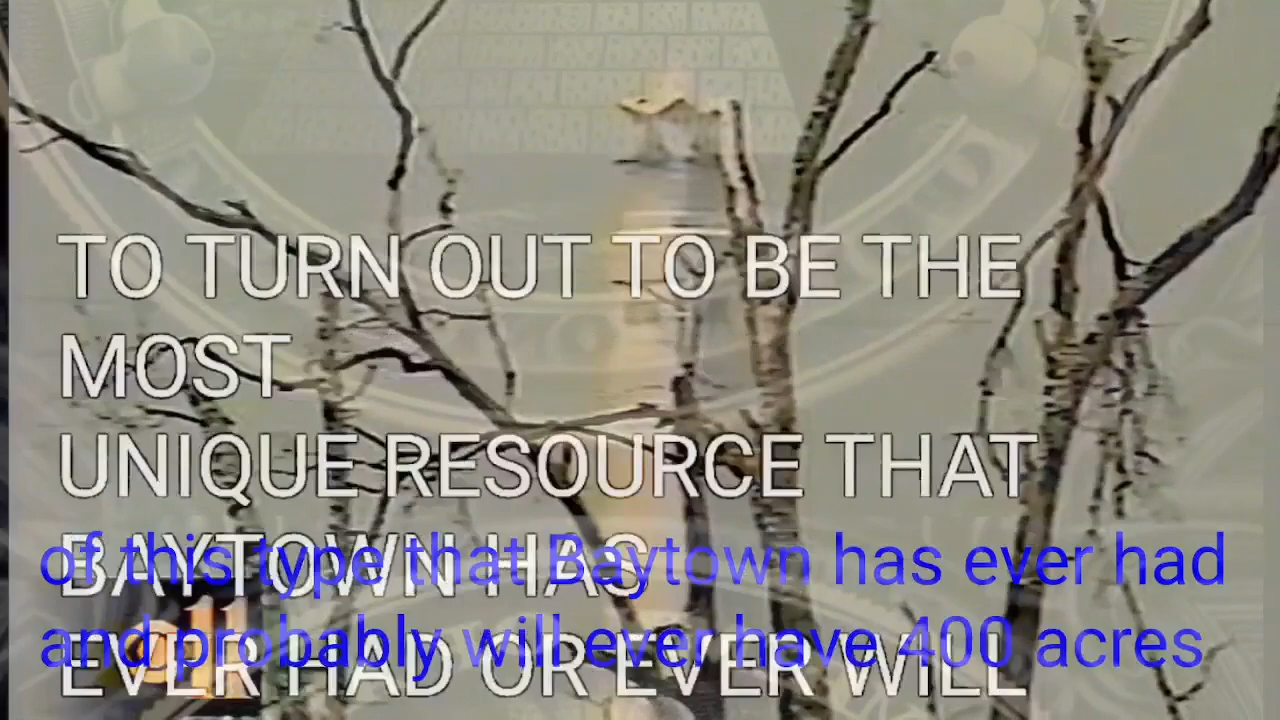 TO TURN OUT TO BE THE
MOST
UNIQUE RESOURCE THAT
BAYTOWN HAS
of this type that Baytown has ever had
EVER HAD OR EVER WILL
and probably will ever have 400 acres
11